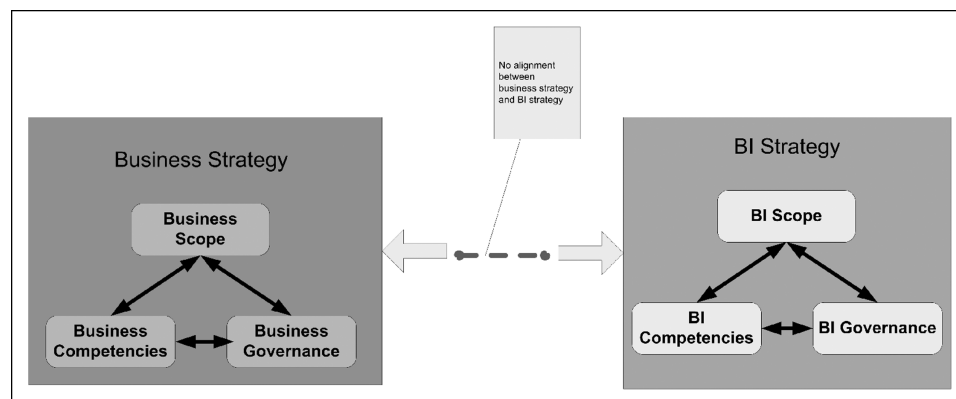 No alignment
between
business strategy
and BI strategy
Business Strategy
Business
Scope
Business
Competencies
Business
Governance
BI Strategy
BI Scope
BI
Competencies
BI Governance